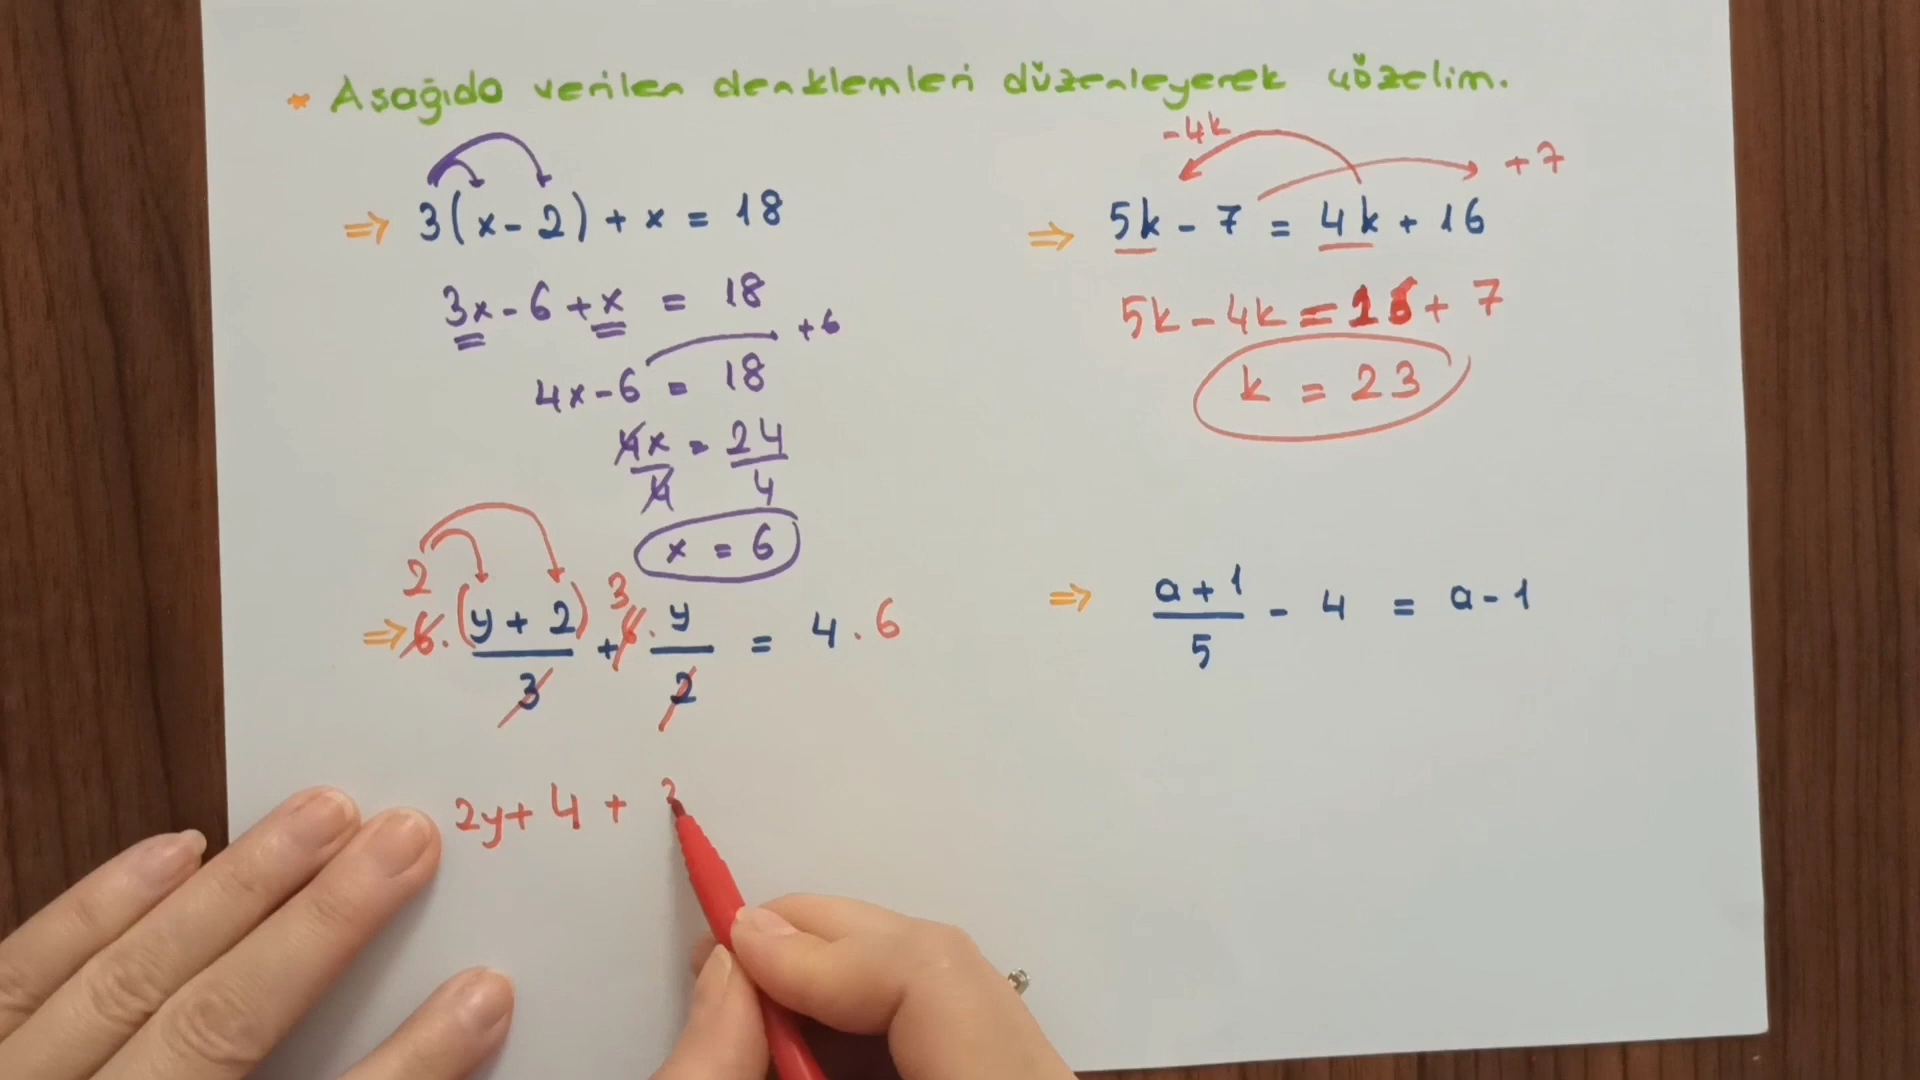 * Aşağıda verilen denklemleri düzenleyerek çözelim.
⇒ 3(x - 2) + x = 18
3x - 6 + x = 18
+6
4x - 6 = 18
4x/4 = 24/4
x = 6
-4k
+7
⇒ 5k - 7 = 4k + 16
5k - 4k = 16 + 7
k = 23
2 3
⇒ 6. (y + 2)/3 + 6. y/2 = 4 . 6
2y + 4 +
⇒ (a + 1)/5 - 4 = a - 1